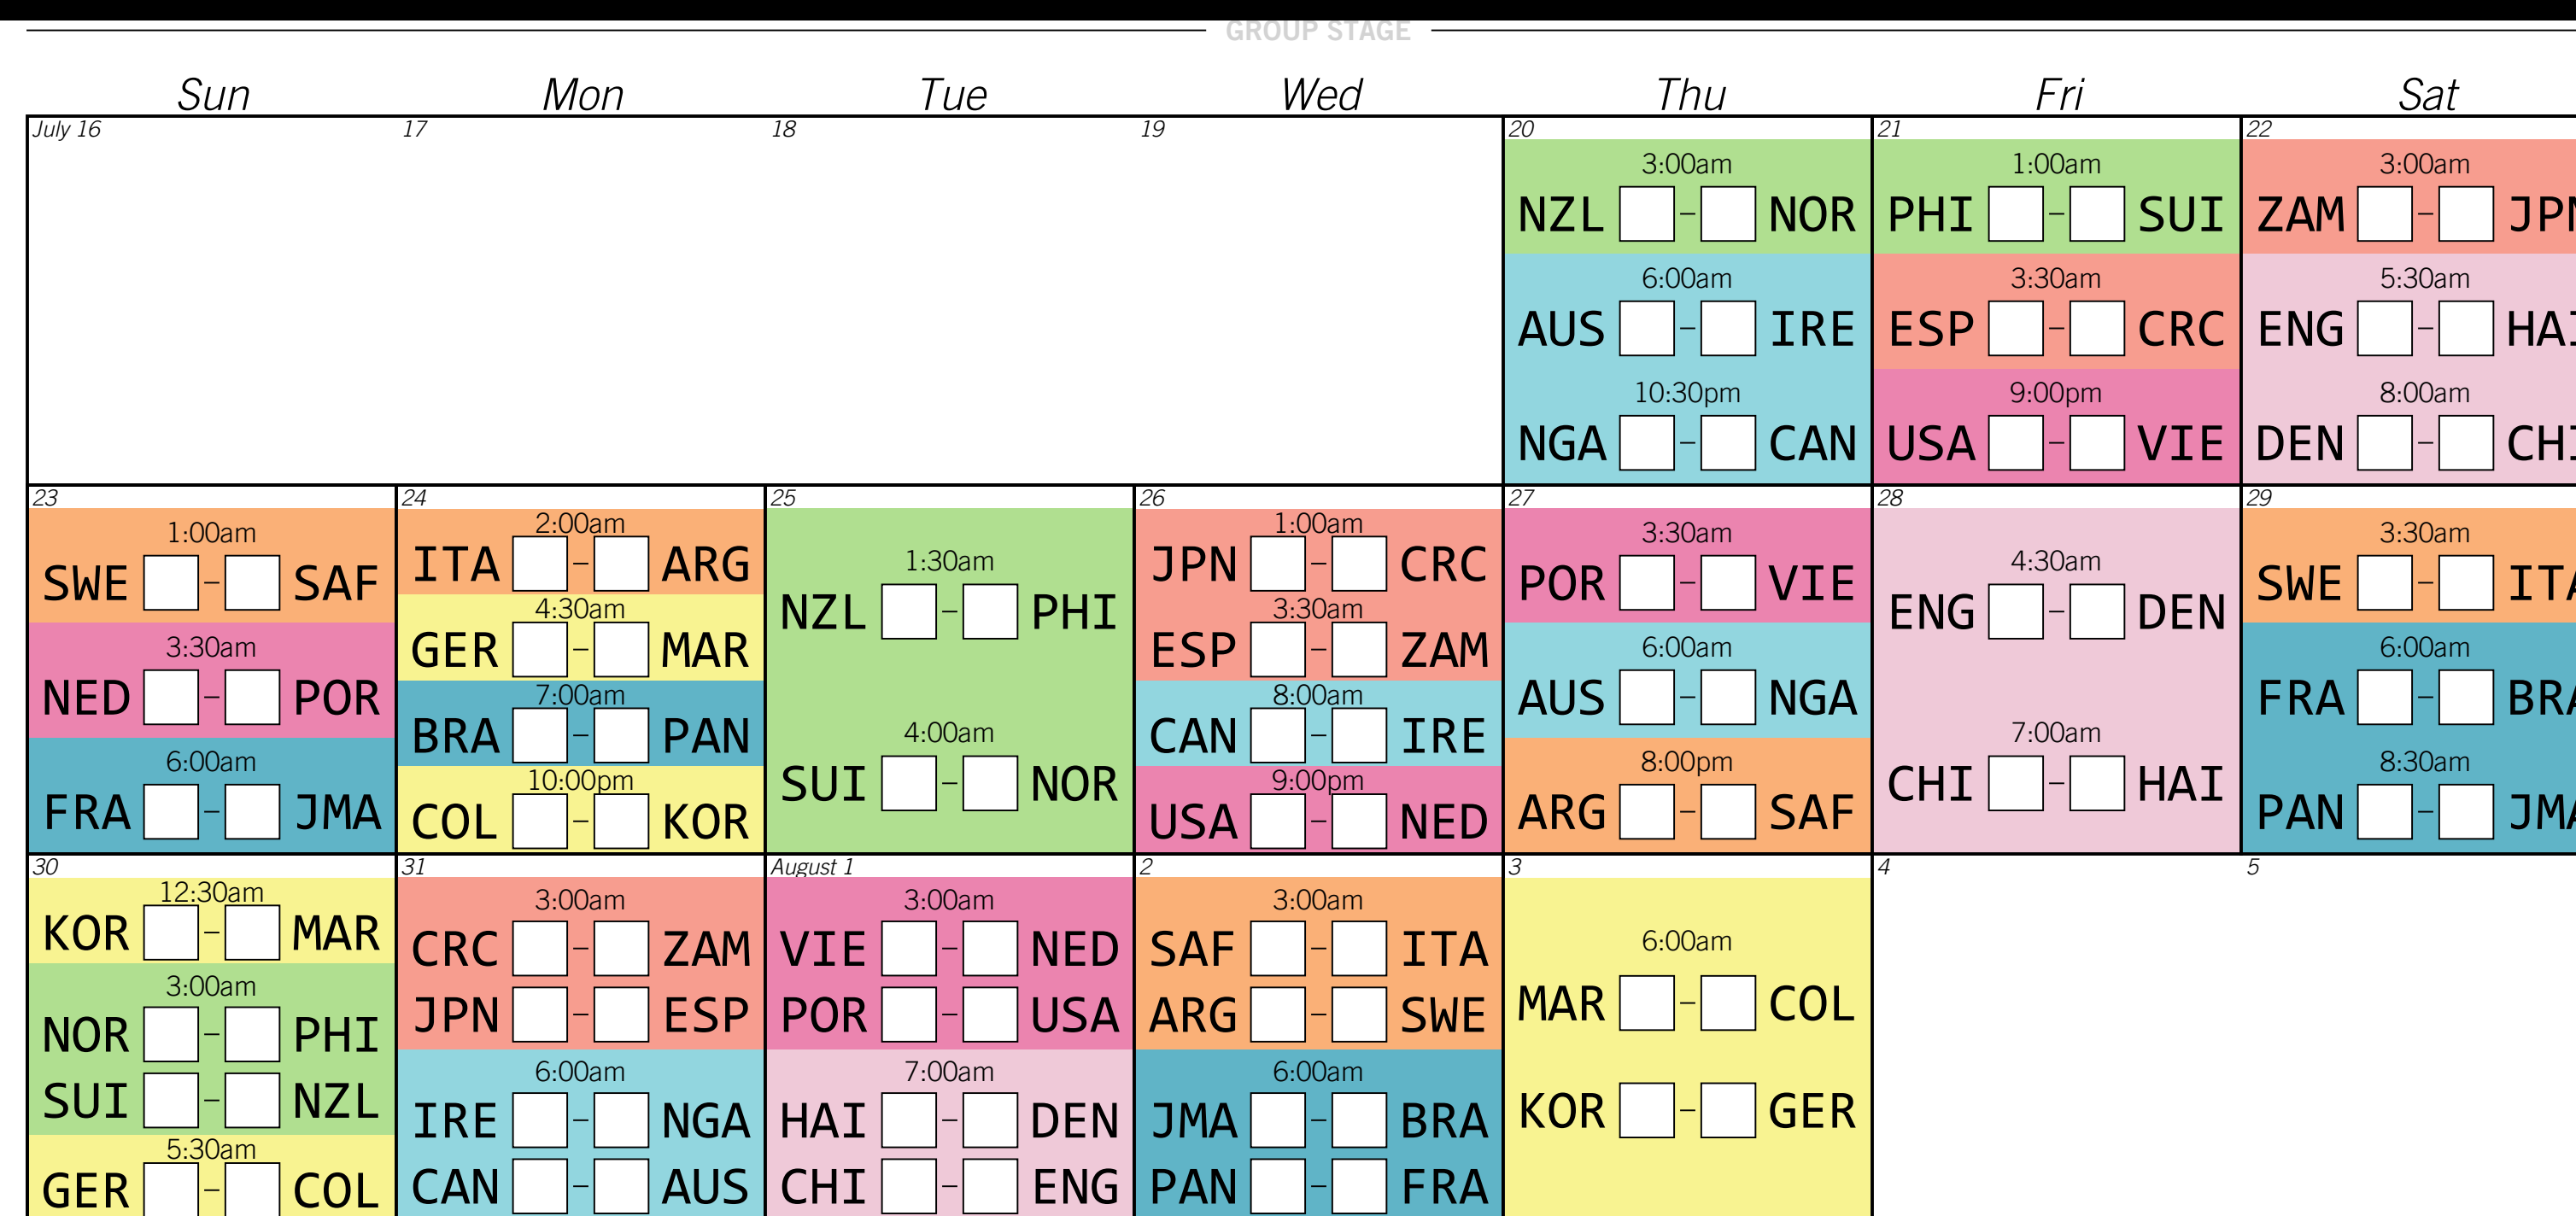 GROUP STAGE
Sun Mon Tue Wed Thu Fri Sat
July 16 17 18 19 20 21 22
3:00am 1:00am 3:00am
NZL - NOR PHI - SUI ZAM - JPN
6:00am 3:30am 5:30am
AUS - IRE ESP - CRC ENG - HAI
10:30pm 9:00pm 8:00am
NGA - CAN USA - VIE DEN - CHI
23 24 25 26 27 28 29
1:00am
SWE - SAF
3:30am
NED - POR
6:00am
FRA - JMA
2:00am
ITA - ARG
4:30am
GER - MAR
7:00am
BRA - PAN
10:00pm
COL - KOR
1:30am
NZL - PHI
4:00am
SUI - NOR
1:00am
JPN - CRC
3:30am
ESP - ZAM
8:00am
CAN - IRE
9:00pm
USA - NED
3:30am
POR - VIE
6:00am
AUS - NGA
8:00pm
ARG - SAF
4:30am
ENG - DEN
7:00am
CHI - HAI
3:30am
SWE - ITA
6:00am
FRA - BRA
8:30am
PAN - JMA
30 31 August 1 2 3 4 5
12:30am
KOR - MAR
3:00am
NOR - PHI
SUI - NZL
5:30am
GER - COL
3:00am
CRC - ZAM
JPN - ESP
6:00am
IRE - NGA
CAN - AUS
3:00am
VIE - NED
POR - USA
7:00am
HAI - DEN
CHI - ENG
3:00am
SAF - ITA
ARG - SWE
6:00am
JMA - BRA
PAN - FRA
6:00am
MAR - COL
KOR - GER